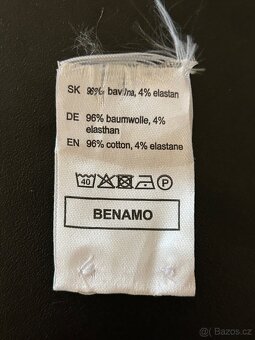 SK 96% bavlna, 4% elastan
DE 96% baumwolle, 4%
elasthan
EN 96% cotton, 4% elastane
40 P
BENAMO
Bazos.cz